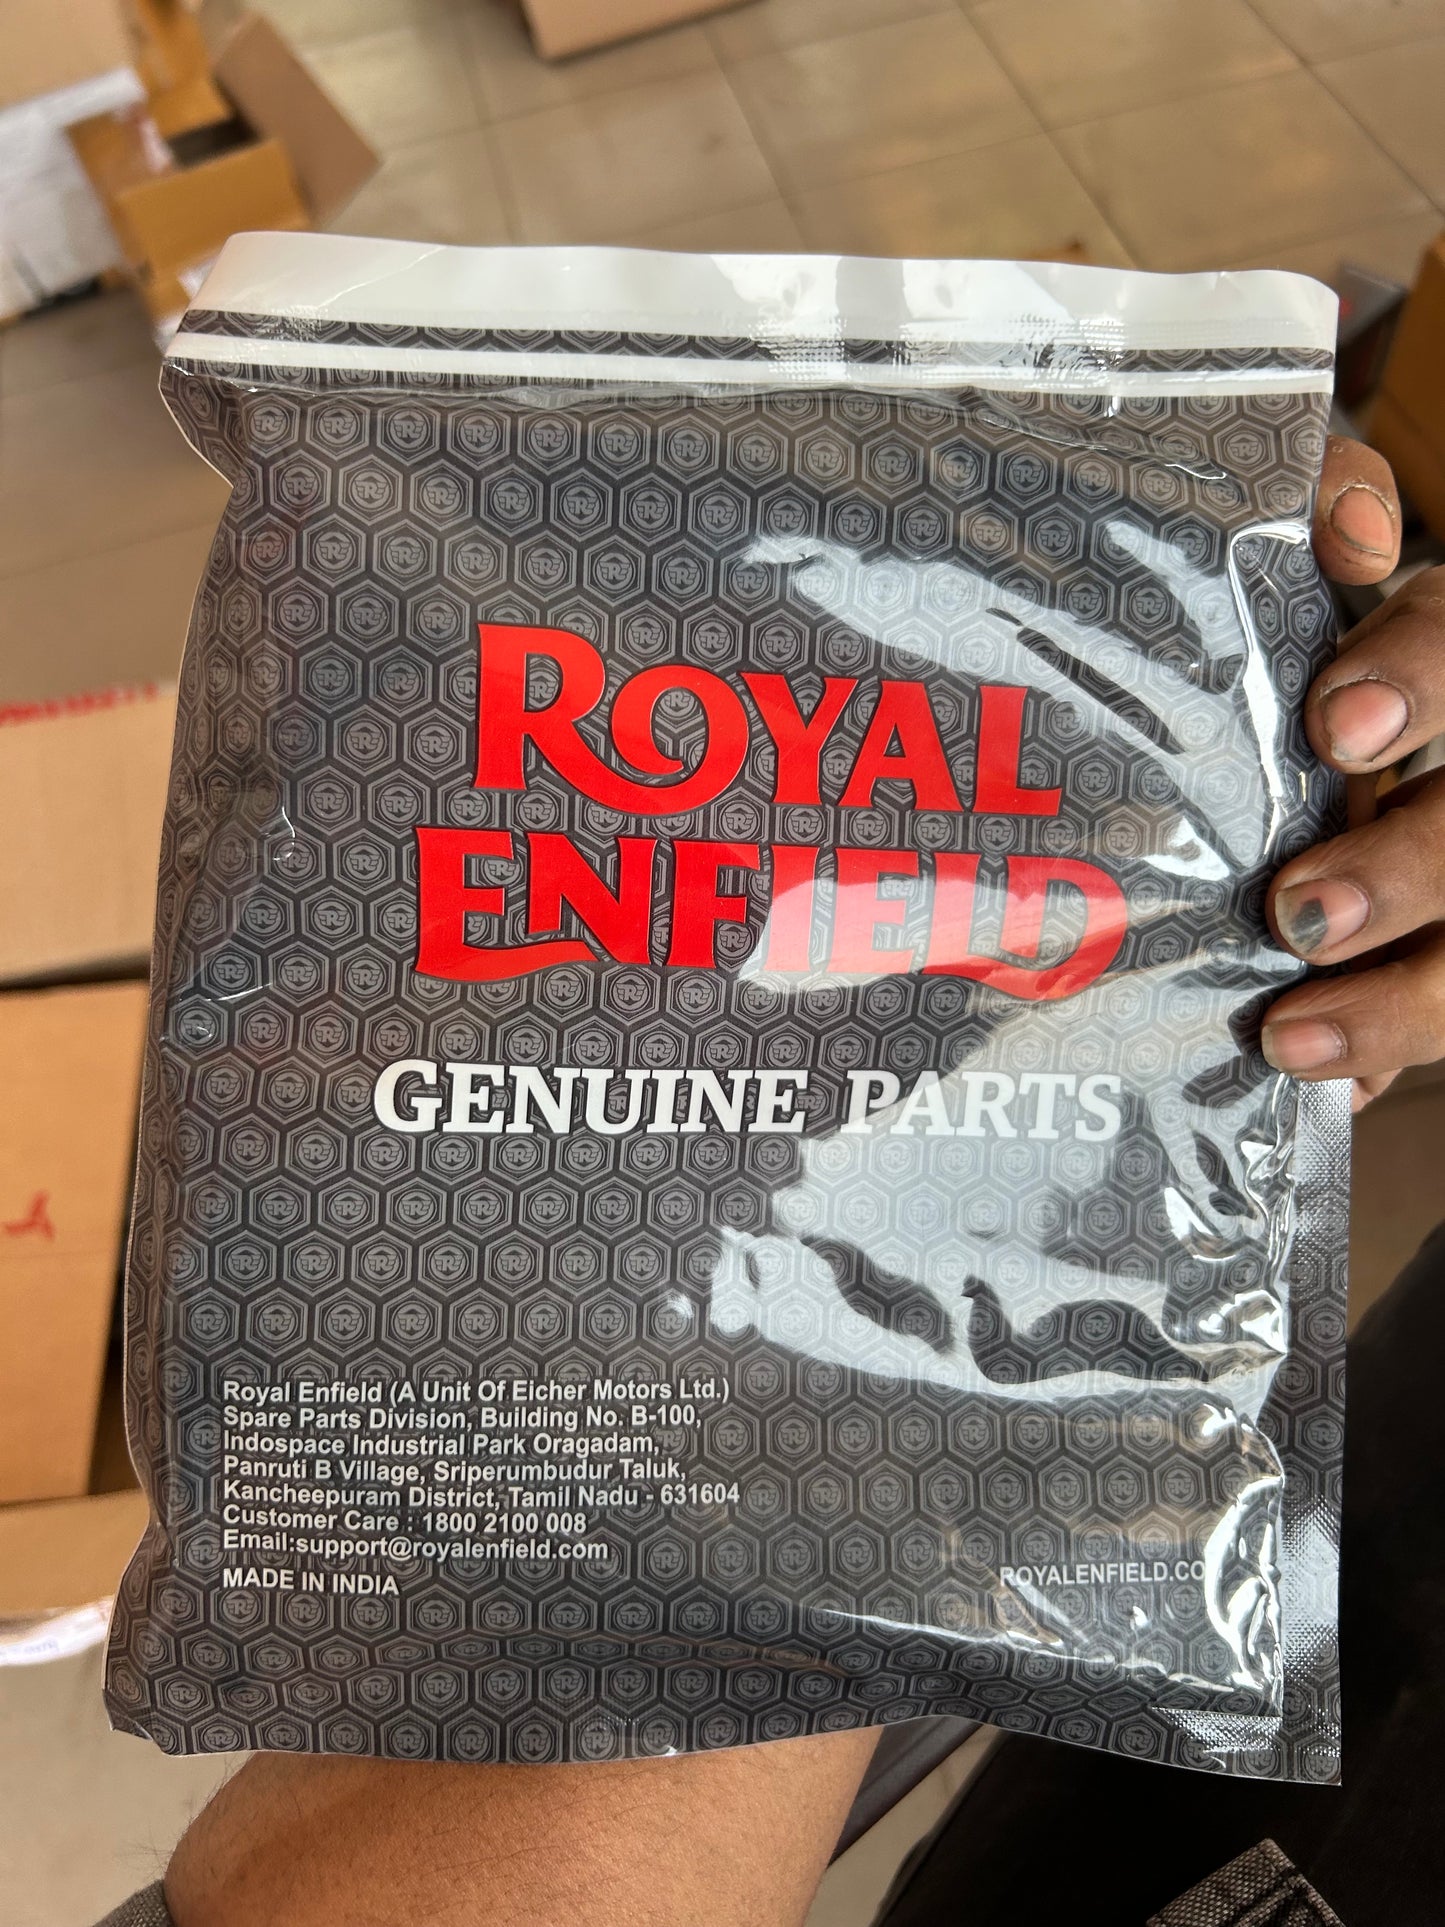 ROYAL
ENFIELD
GENUINE PARTS
Royal Enfield (A Unit Of Eicher Motors Ltd.)
Spare Parts Division, Building No. B-100,
Indospace Industrial Park Oragadam,
Panruti B Village, Sriperumbudur Taluk,
Kancheepuram District, Tamil Nadu - 631604
Customer Care : 1800 2100 008
Email:support@royalenfield.com
MADE IN INDIA
ROYALENFIELD.CO